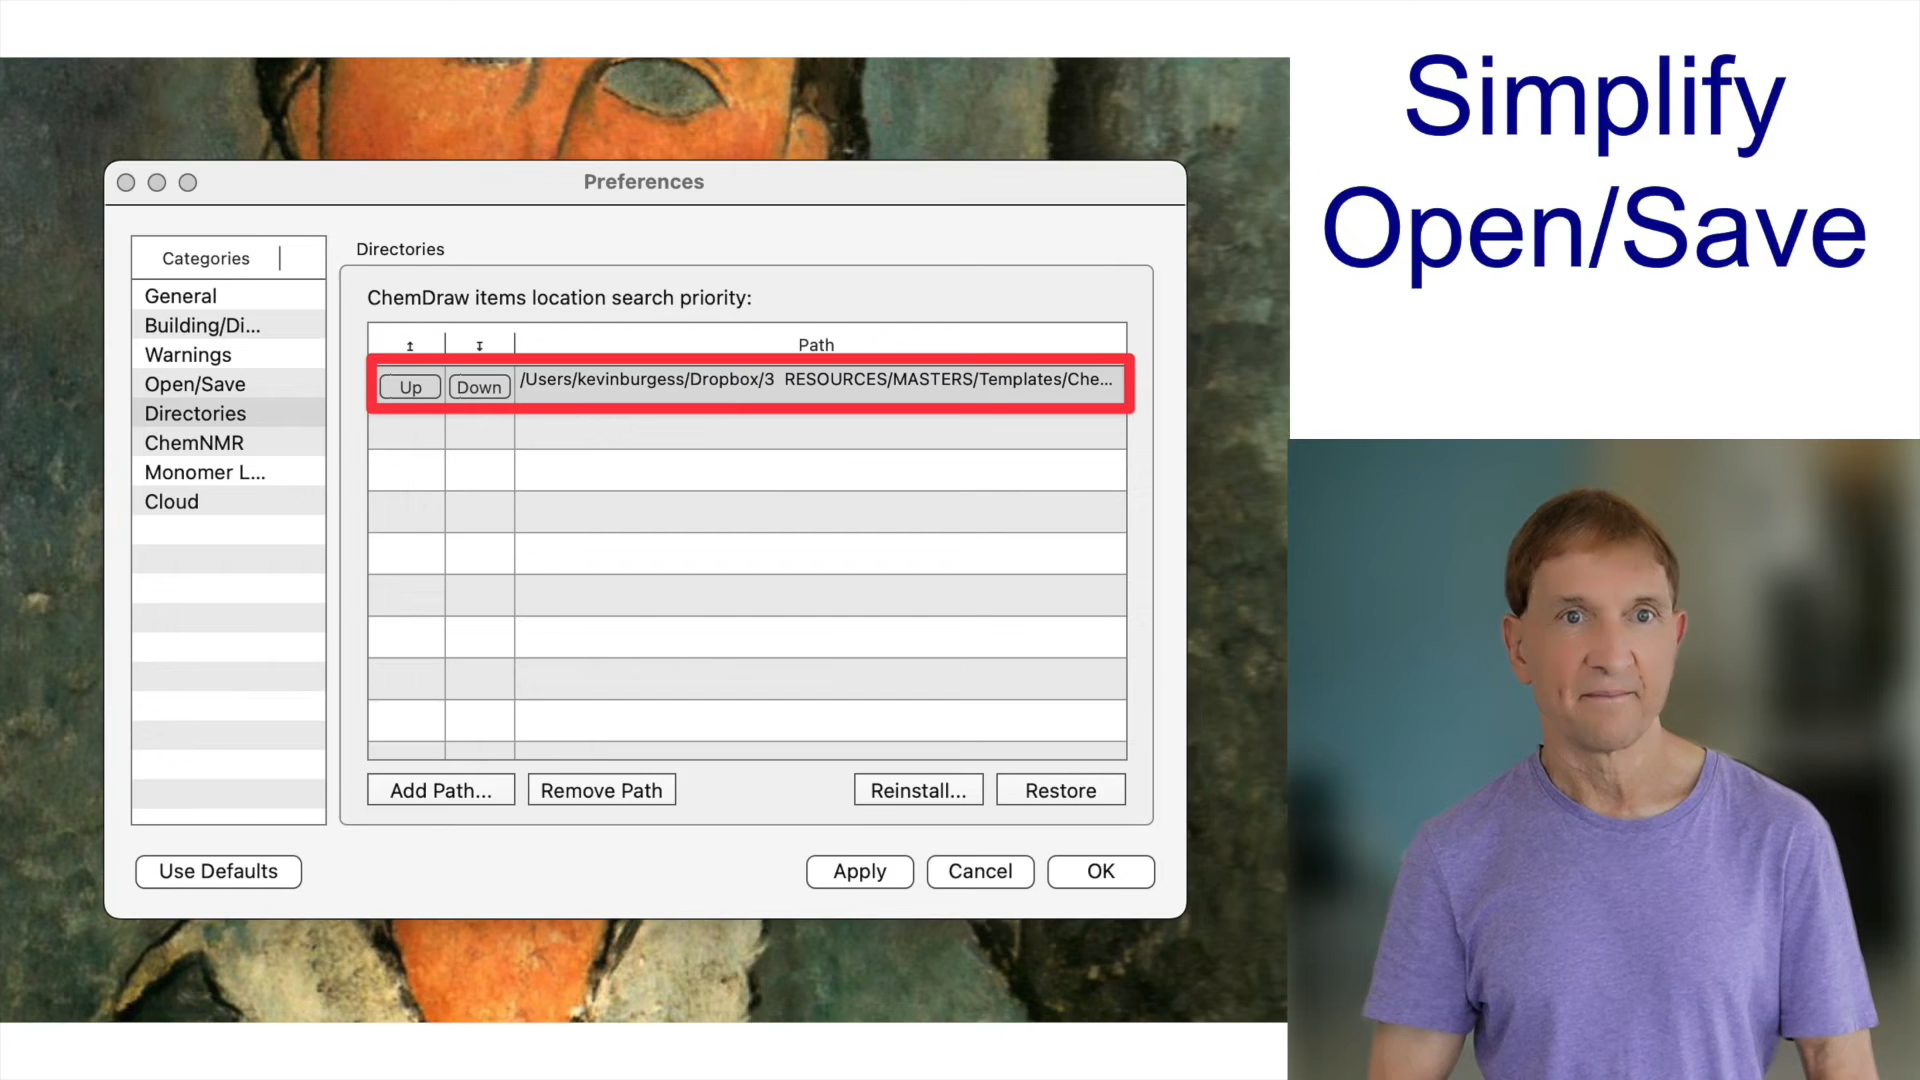 Simplify
Open/Save
Preferences
Categories
General
Building/Di...
Warnings
Open/Save
Directories
ChemNMR
Monomer L...
Cloud
Directories
ChemDraw items location search priority:
↥ ↧ Path
Up Down /Users/kevinburgess/Dropbox/3 RESOURCES/MASTERS/Templates/Che...
Add Path... Remove Path Reinstall... Restore
Use Defaults Apply Cancel OK